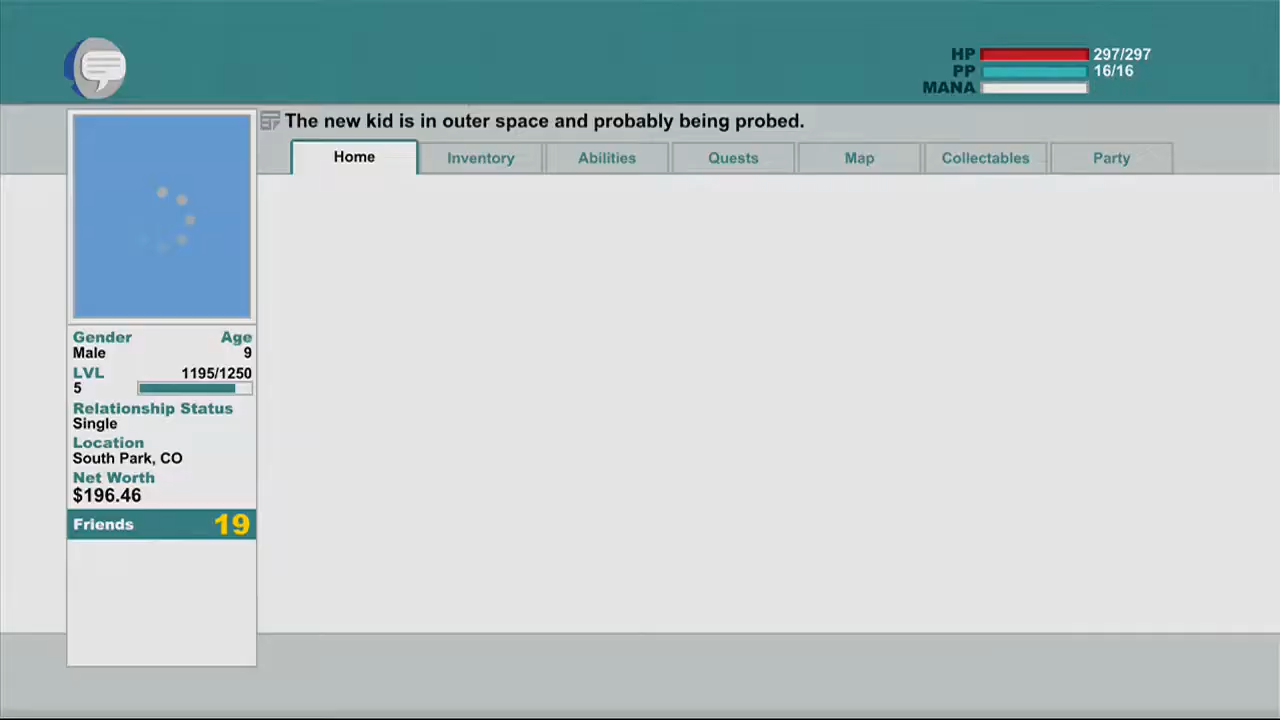 HP 297/297
PP 16/16
MANA
The new kid is in outer space and probably being probed.
Home Inventory Abilities Quests Map Collectables Party
Gender Age
Male 9
LVL 1195/1250
5
Relationship Status
Single
Location
South Park, CO
Net Worth
$196.46
Friends 19